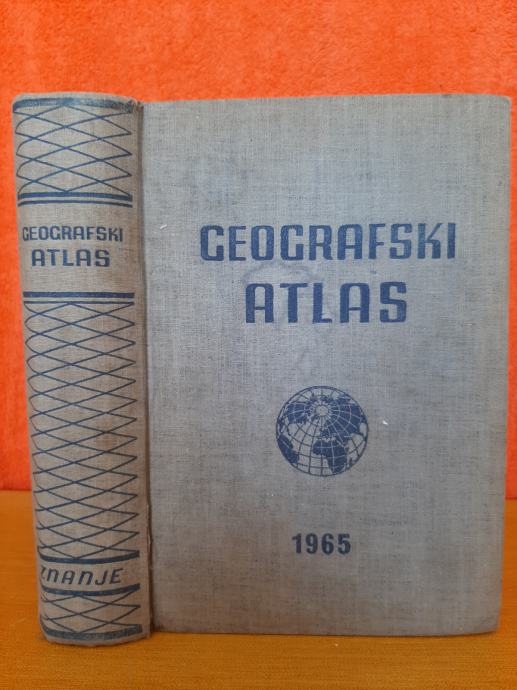 GEOGRAFSKI
ATLAS
ZNANJE
GEOGRAFSKI
ATLAS
1965